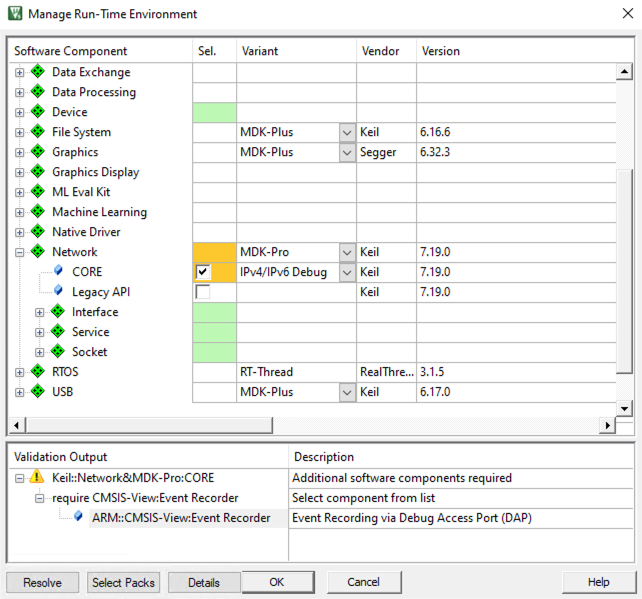 Manage Run-Time Environment
Software Component Sel. Variant Vendor Version
Data Exchange
Data Processing
Device
File System MDK-Plus Keil 6.16.6
Graphics MDK-Plus Segger 6.32.3
Graphics Display
ML Eval Kit
Machine Learning
Native Driver
Network MDK-Pro Keil 7.19.0
CORE IPv4/IPv6 Debug Keil 7.19.0
Legacy API Keil 7.19.0
Interface
Service
Socket
RTOS RT-Thread RealThre... 3.1.5
USB MDK-Plus Keil 6.17.0
Validation Output Description
Keil::Network&MDK-Pro:CORE Additional software components required
require CMSIS-View:Event Recorder Select component from list
ARM::CMSIS-View:Event Recorder Event Recording via Debug Access Port (DAP)
Resolve Select Packs Details OK Cancel Help